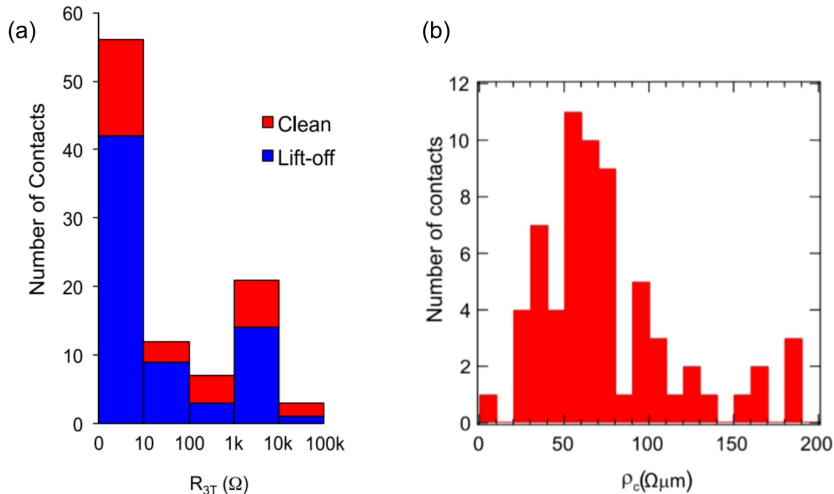 (a)
60
50
40
30
20
10
0
Number of Contacts
Clean
Lift-off
0 10 100 1k 10k 100k
R3T (Ω)
(b)
12
10
8
6
4
2
0
Number of contacts
0 50 100 150 200
ρc(Ωμm)